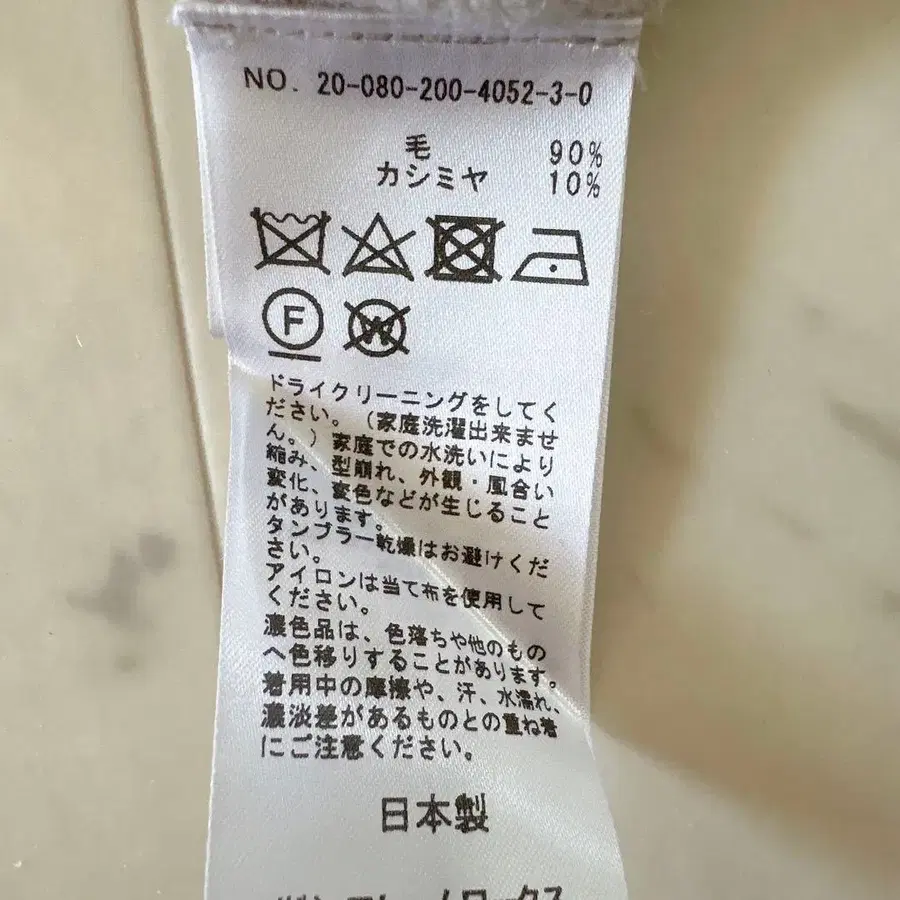 NO. 20-080-200-4052-3-0
毛 90%
カシミヤ 10%
F
W
ドライクリーニングをしてく
ださい。（家庭洗濯出来ませ
ん。）家庭での水洗いにより
縮み、型崩れ、外観・風合い
変化、変色などが生じること
があります。
タンブラー乾燥はお避けくだ
さい。
アイロンは当て布を使用して
ください。
濃色品は、色落ちや他のもの
へ色移りすることがあります。
着用中の摩擦や、汗、水濡れ、
濃淡差があるものとの重ね着
にご注意ください。
日本製